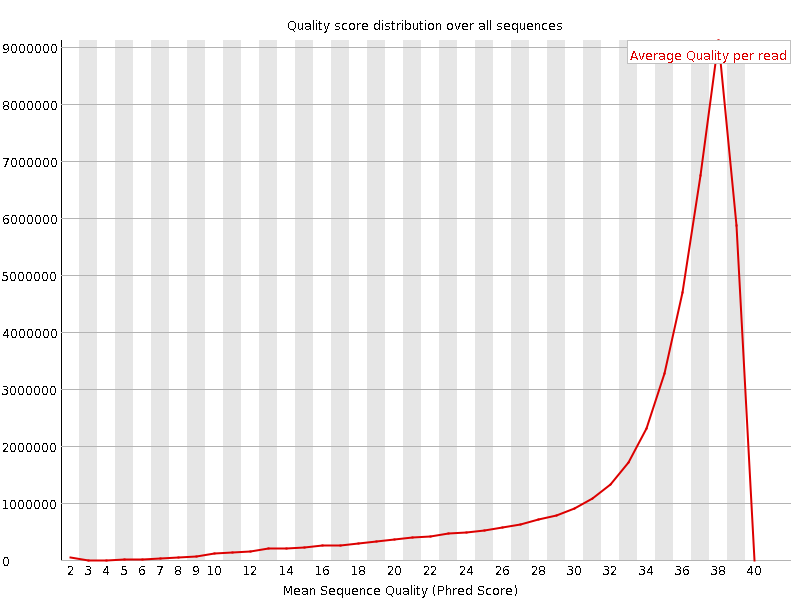 Quality score distribution over all sequences
Average Quality per read
9000000
8000000
7000000
6000000
5000000
4000000
3000000
2000000
1000000
0
2 3 4 5 6 7 8 9 10 12 14 16 18 20 22 24 26 28 30 32 34 36 38 40
Mean Sequence Quality (Phred Score)